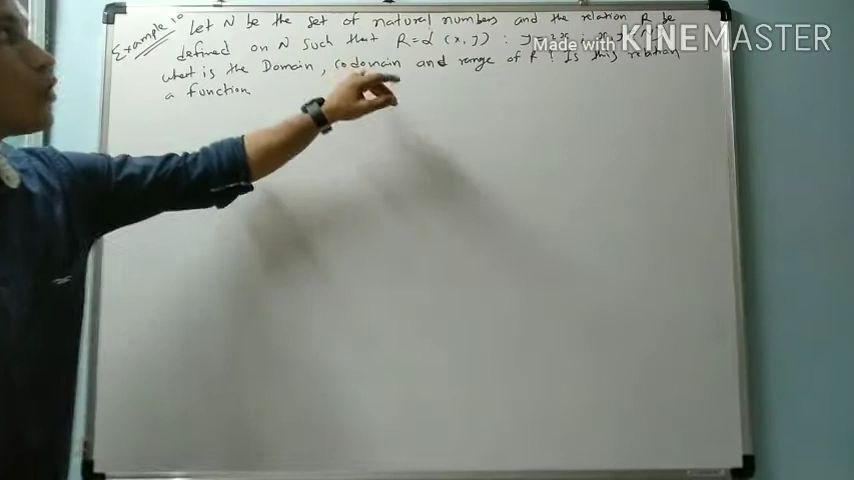 Example 10 Let N be the set of natural numbers and the relation R be
defined on N such that R={ (x, y) : y=2x ; x,
Made with KINEMASTER
what is the Domain, codomain and range of R ? Is this relation
a function